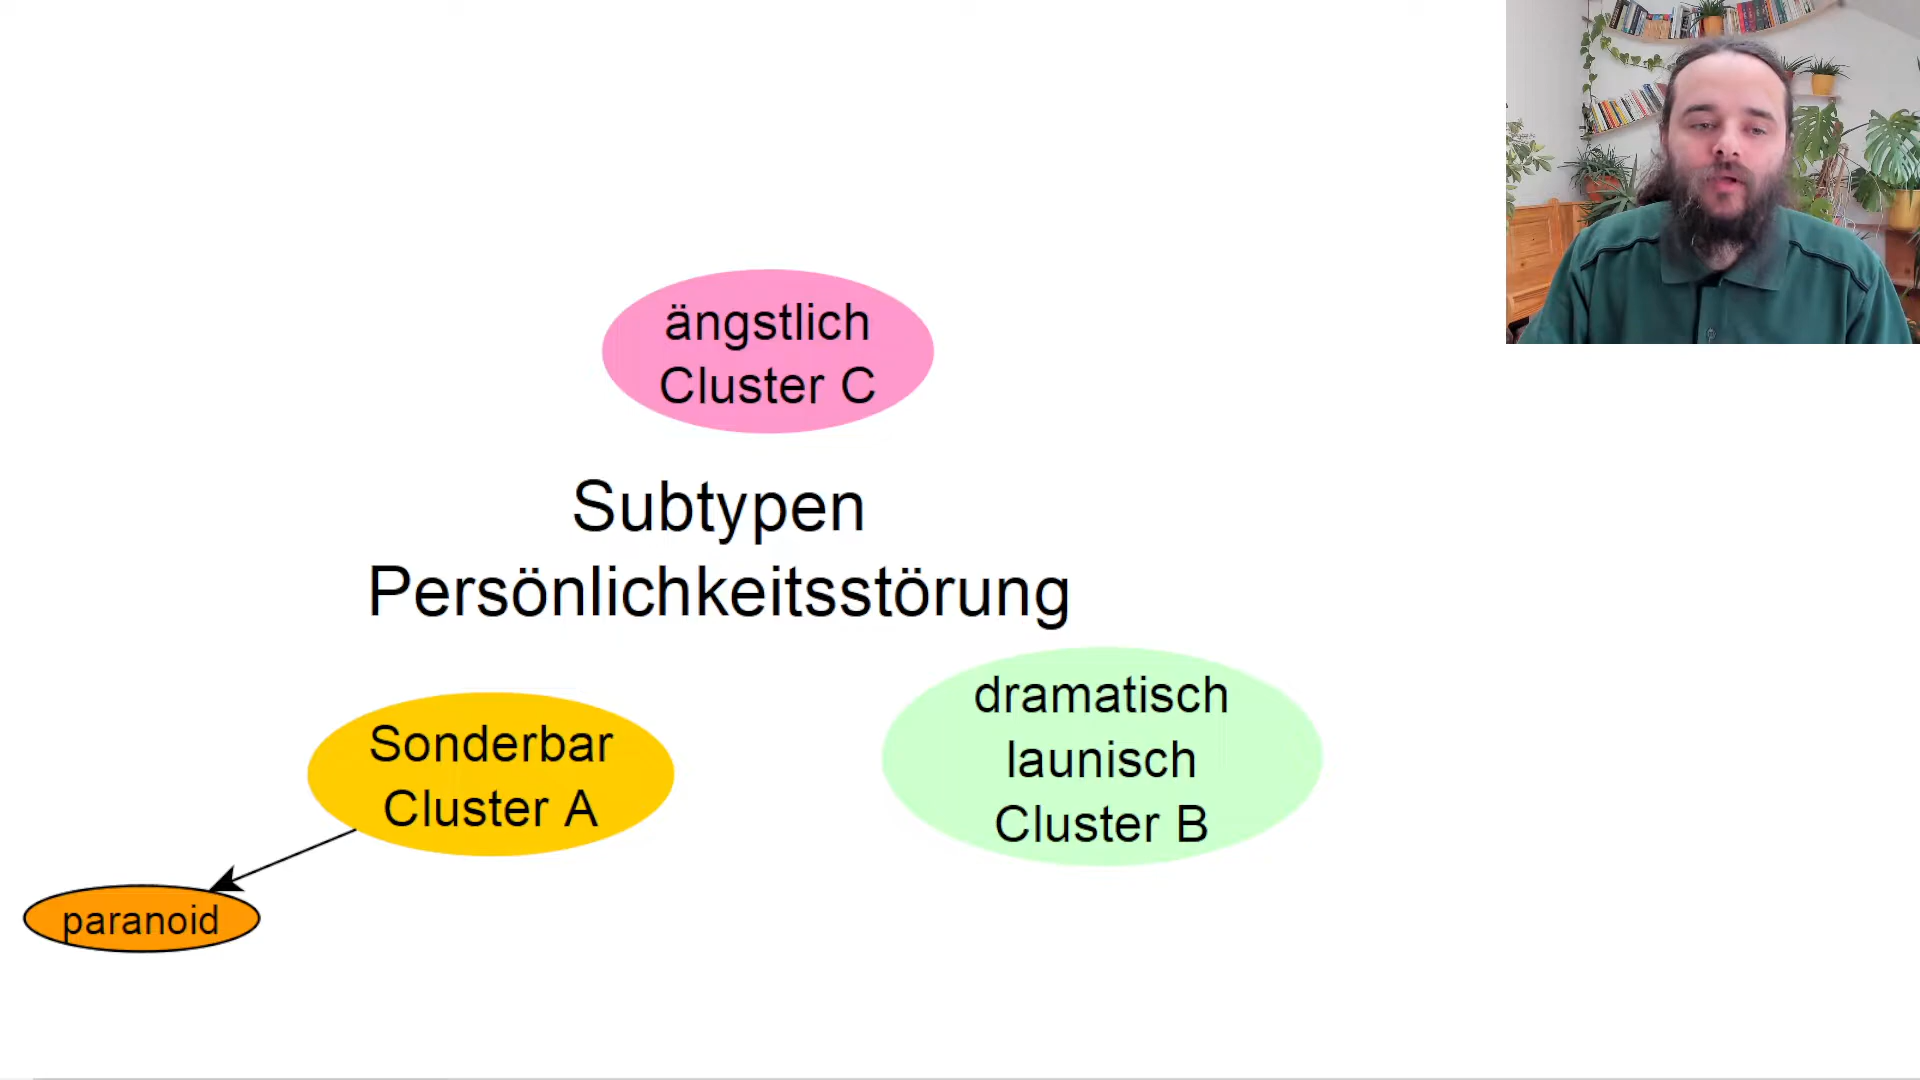 ängstlich
Cluster C
Subtypen
Persönlichkeitsstörung
Sonderbar
Cluster A
dramatisch
launisch
Cluster B
paranoid